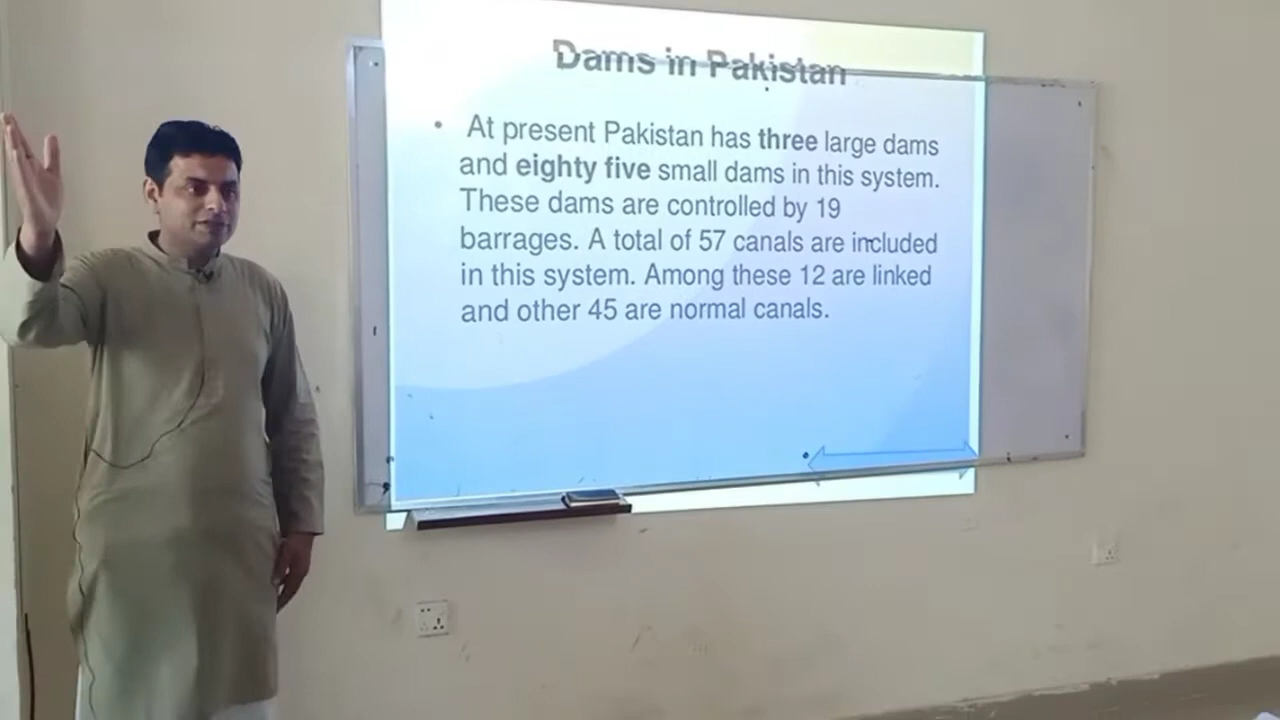 Dams in Pakistan
• At present Pakistan has three large dams
and eighty five small dams in this system.
These dams are controlled by 19
barrages. A total of 57 canals are included
in this system. Among these 12 are linked
and other 45 are normal canals.